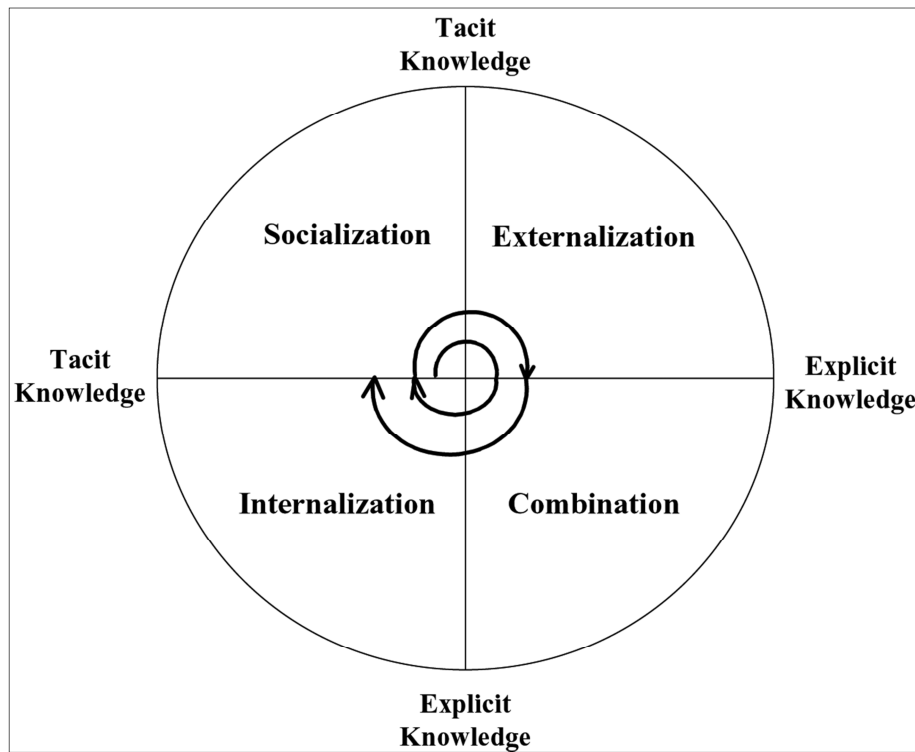 Tacit
Knowledge
Socialization
Externalization
Tacit
Knowledge
Explicit
Knowledge
Internalization
Combination
Explicit
Knowledge